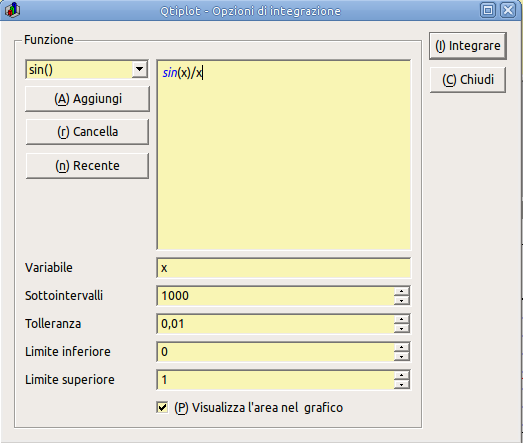 Qtiplot - Opzioni di integrazione
Funzione
sin()
sin(x)/x
(I) Integrare
(C) Chiudi
(A) Aggiungi
(r) Cancella
(n) Recente
Variabile x
Sottointervalli 1000
Tolleranza 0,01
Limite inferiore 0
Limite superiore 1
(P) Visualizza l'area nel grafico